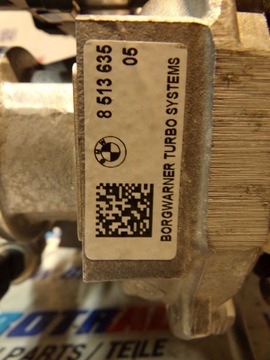 8 513 635
05
BORGWARNER TURBO SYSTEMS
PARTS / TEILE